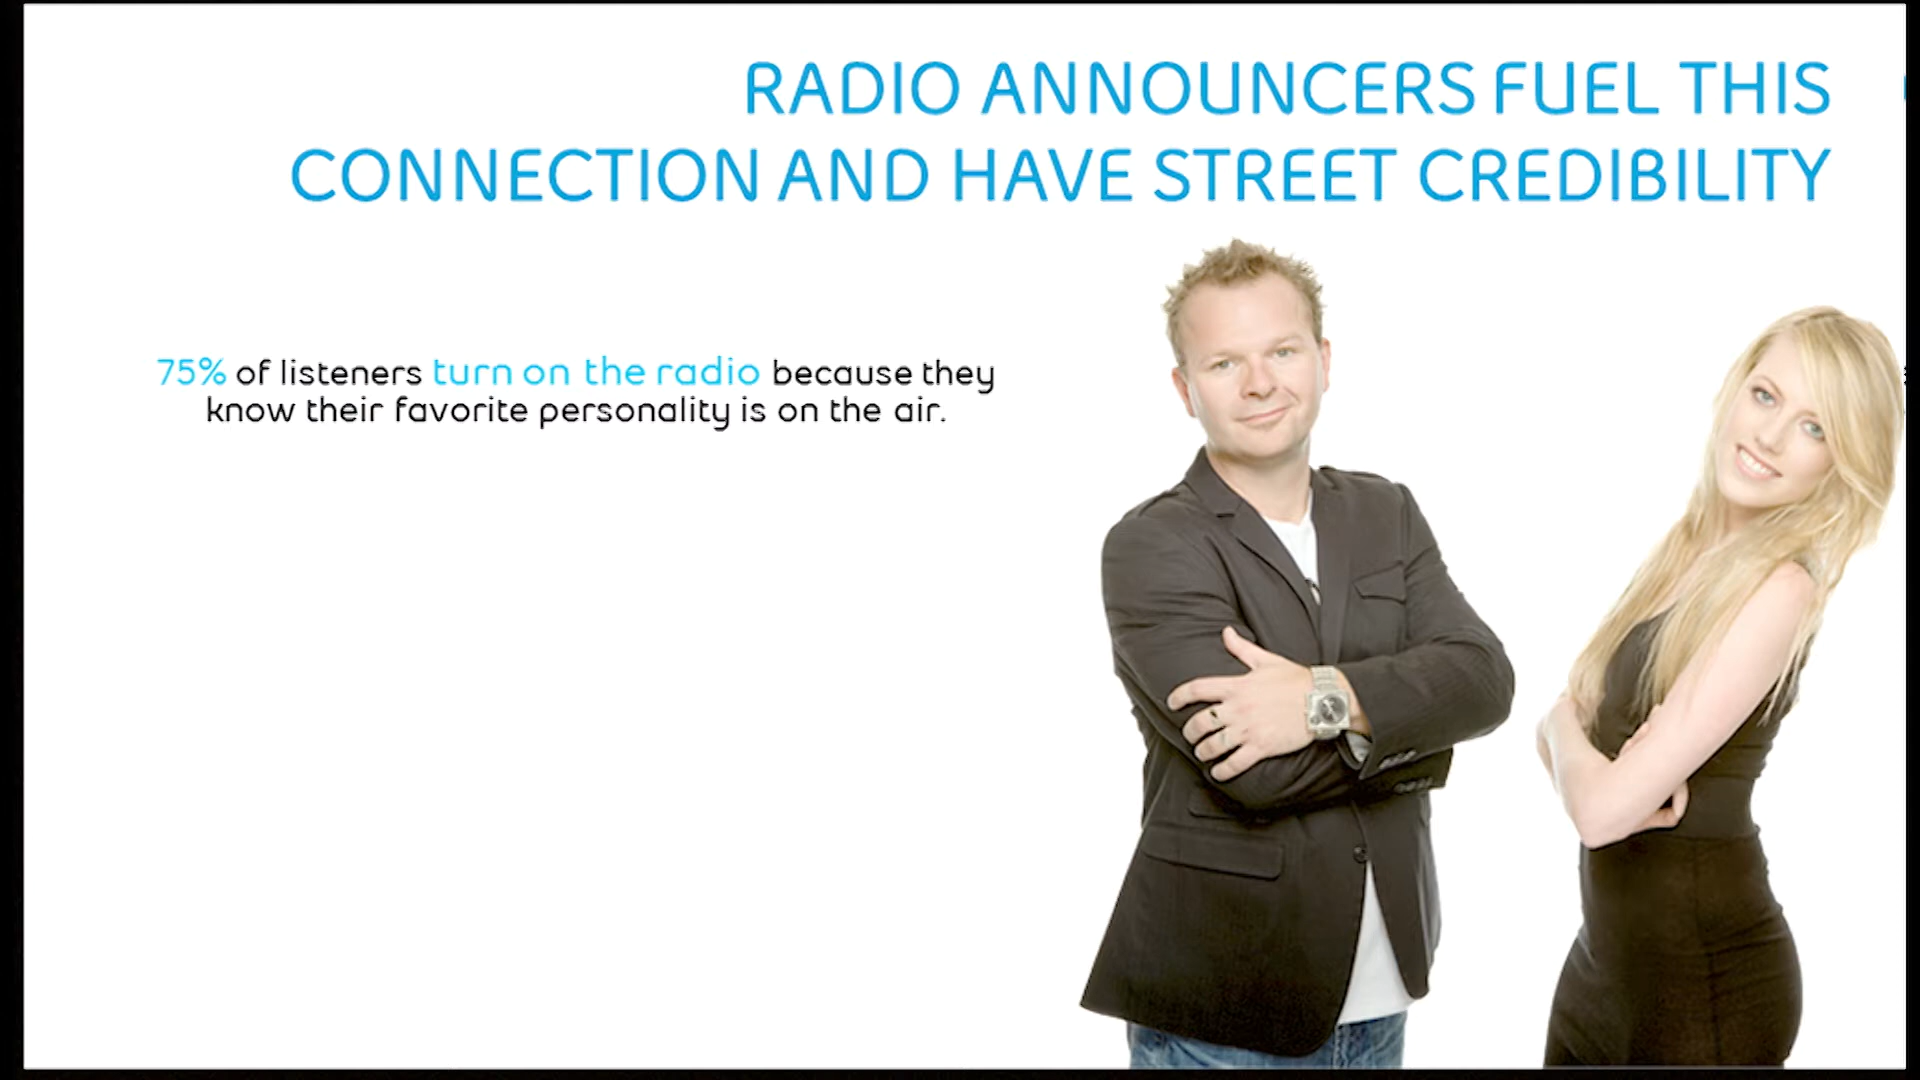 RADIO ANNOUNCERS FUEL THIS
CONNECTION AND HAVE STREET CREDIBILITY
75% of listeners turn on the radio because they
know their favorite personality is on the air.